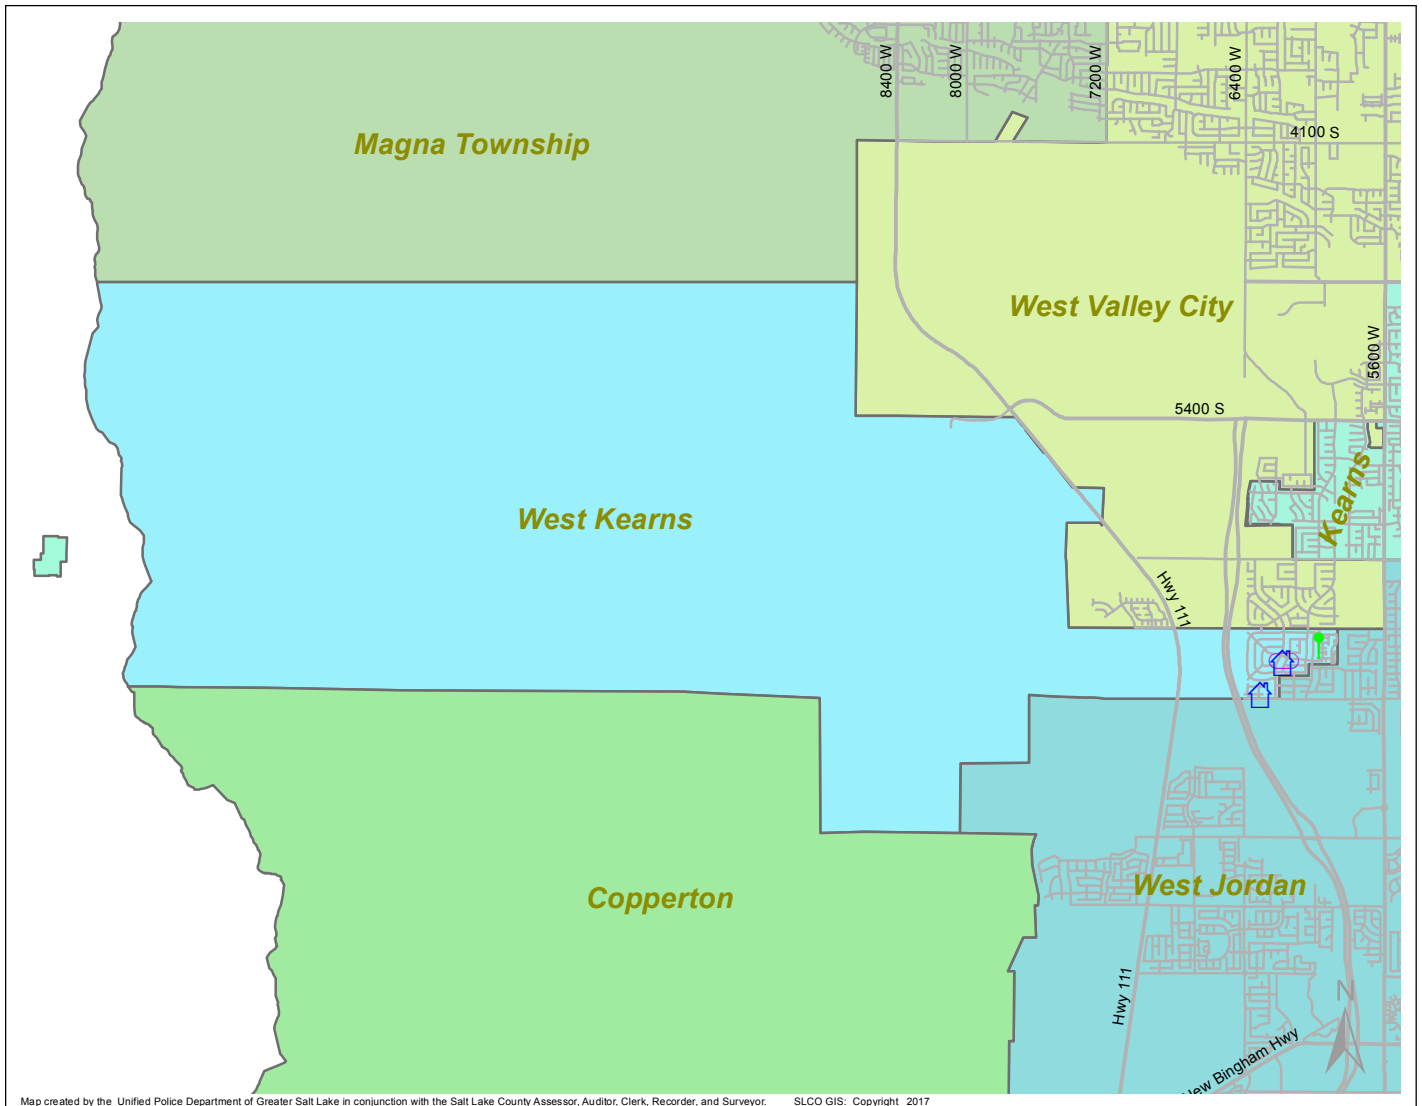 8400 W
8000 W
7200 W
6400 W
4100 S
Magna Township
West Valley City
5600 W
5400 S
Kearns
West Kearns
Hwy 111
West Jordan
Copperton
Hwy 111
N
New Bingham Hwy
Map created by the Unified Police Department of Greater Salt Lake in conjunction with the Salt Lake County Assessor, Auditor, Clerk, Recorder, and Surveyor. SLCO GIS: Copyright 2017